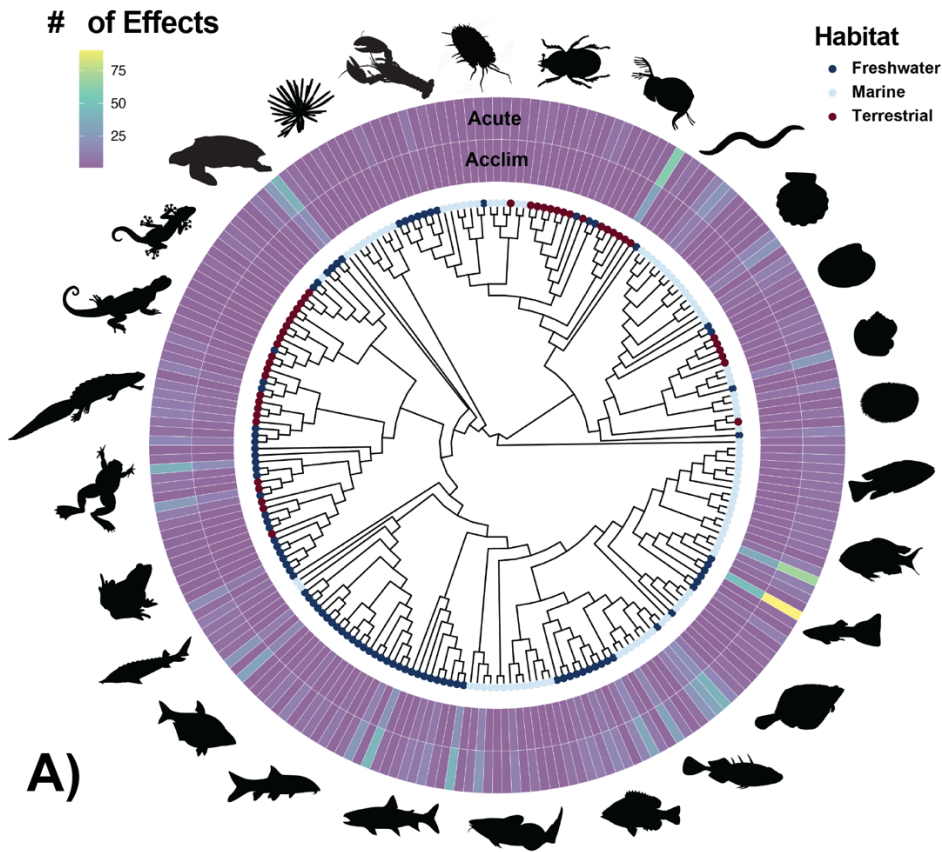 # of Effects
75
50
25
Habitat
Freshwater
Marine
Terrestrial
Acute
Acclim
A)